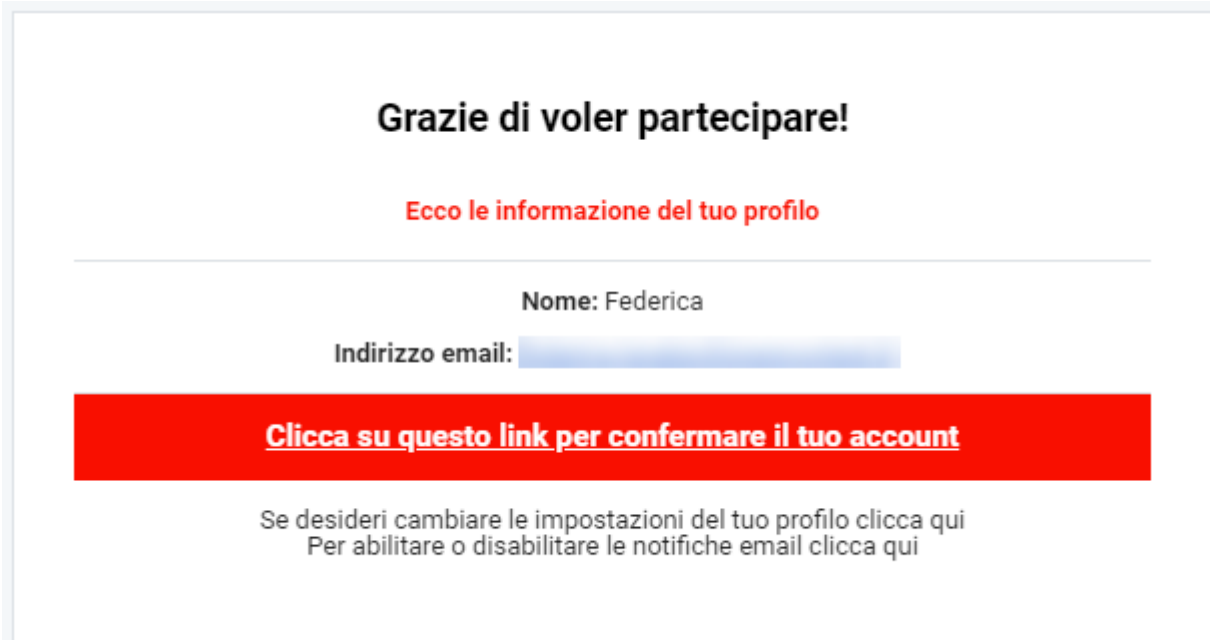 Grazie di voler partecipare!
Ecco le informazione del tuo profilo
Nome: Federica
Indirizzo email:
Clicca su questo link per confermare il tuo account
Se desideri cambiare le impostazioni del tuo profilo clicca qui
Per abilitare o disabilitare le notifiche email clicca qui